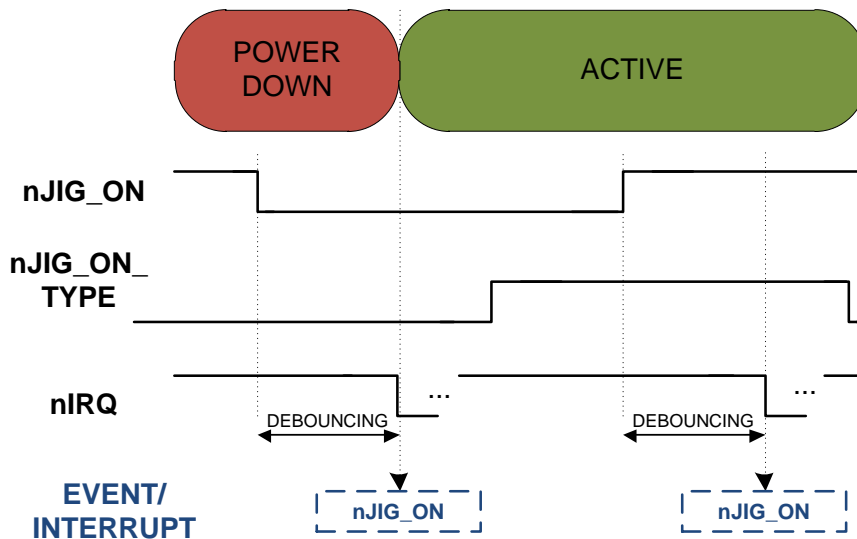 POWER
DOWN
ACTIVE
nJIG_ON
nJIG_ON_
TYPE
...
...
nIRQ
DEBOUNCING
DEBOUNCING
EVENT/
INTERRUPT
nJIG_ON
nJIG_ON